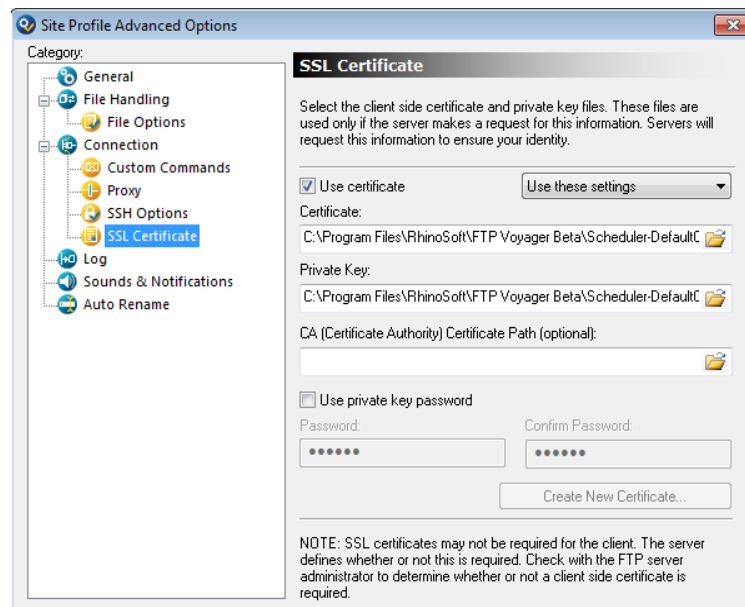 Site Profile Advanced Options
Category:
General
File Handling
File Options
Connection
Custom Commands
Proxy
SSH Options
SSL Certificate
Log
Sounds & Notifications
Auto Rename
SSL Certificate
Select the client side certificate and private key files. These files are
used only if the server makes a request for this information. Servers will
request this information to ensure your identity.
Use certificate
Use these settings
Certificate:
C:\Program Files\RhinoSoft\FTP Voyager Beta\Scheduler-DefaultC
Private Key:
C:\Program Files\RhinoSoft\FTP Voyager Beta\Scheduler-DefaultC
CA (Certificate Authority) Certificate Path (optional):
Use private key password
Password:
Confirm Password:
••••••
••••••
Create New Certificate...
NOTE: SSL certificates may not be required for the client. The server
defines whether or not this is required. Check with the FTP server
administrator to determine whether or not a client side certificate is
required.